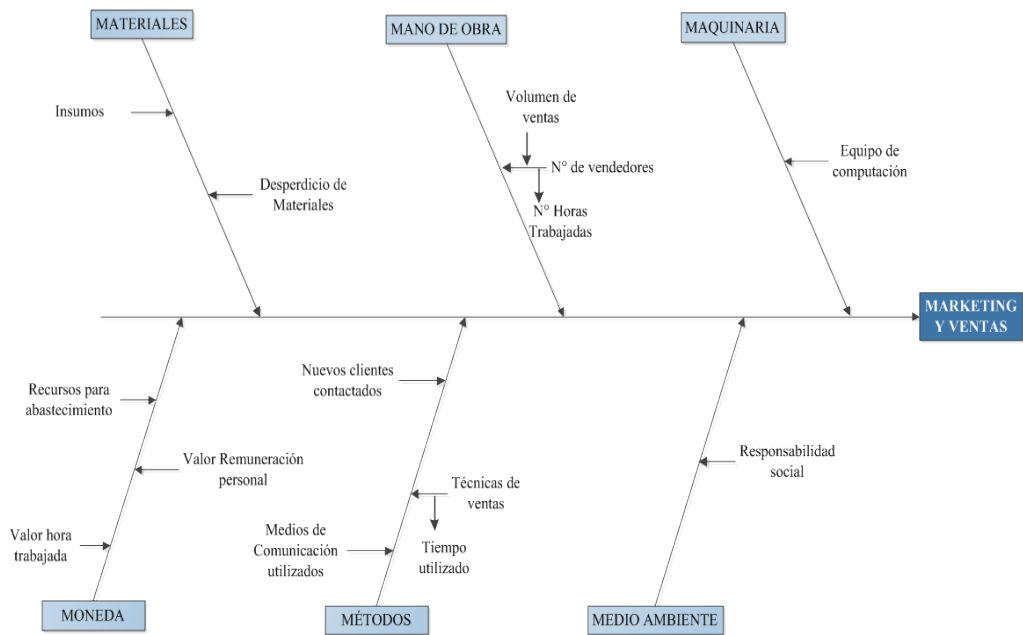 MATERIALES
MANO DE OBRA
MAQUINARIA
Insumos
Desperdicio de
Materiales
Volumen de
ventas
N° de vendedores
N° Horas
Trabajadas
Equipo de
computación
MARKETING
Y VENTAS
Recursos para
abastecimiento
Valor Remuneración
personal
Valor hora
trabajada
Nuevos clientes
contactados
Técnicas de
ventas
Tiempo
utilizado
Medios de
Comunicación
utilizados
Responsabilidad
social
MONEDA
MÉTODOS
MEDIO AMBIENTE